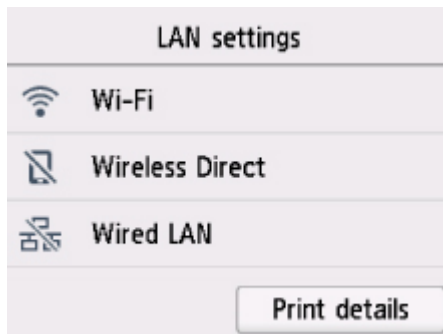 LAN settings
Wi-Fi
Wireless Direct
Wired LAN
Print details